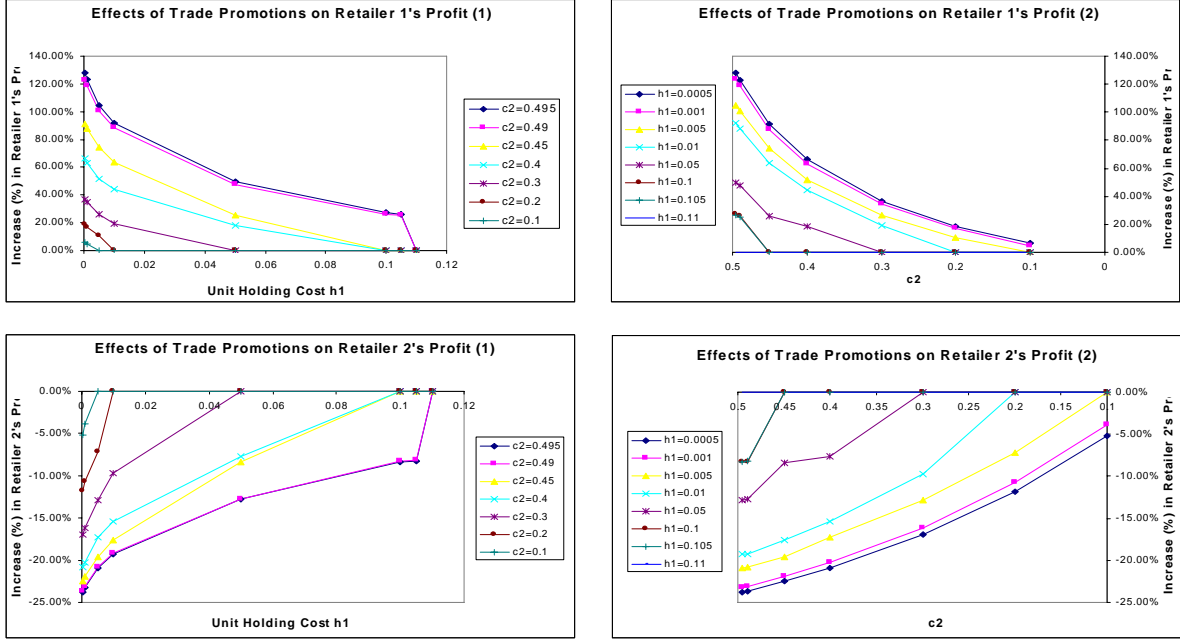 Effects of Trade Promotions on Retailer 1's Profit (1)
Increase (%) in Retailer 1's Pr
140.00%
120.00%
100.00%
80.00%
60.00%
40.00%
20.00%
0.00%
0 0.02 0.04 0.06 0.08 0.1 0.12
Unit Holding Cost h1
c2=0.495
c2=0.49
c2=0.45
c2=0.4
c2=0.3
c2=0.2
c2=0.1
Effects of Trade Promotions on Retailer 1's Profit (2)
h1=0.0005
h1=0.001
h1=0.005
h1=0.01
h1=0.05
h1=0.1
h1=0.105
h1=0.11
140.00%
120.00%
100.00%
80.00%
60.00%
40.00%
20.00%
0.00%
Increase (%) in Retailer 1's Pr
0.5 0.4 0.3 0.2 0.1 0
c2
Effects of Trade Promotions on Retailer 2's Profit (1)
Increase (%) in Retailer 2's Pr
0.00%
-5.00%
-10.00%
-15.00%
-20.00%
-25.00%
0 0.02 0.04 0.06 0.08 0.1 0.12
Unit Holding Cost h1
c2=0.495
c2=0.49
c2=0.45
c2=0.4
c2=0.3
c2=0.2
c2=0.1
Effects of Trade Promotions on Retailer 2's Profit (2)
0.5 0.45 0.4 0.35 0.3 0.25 0.2 0.15 0.1
h1=0.0005
h1=0.001
h1=0.005
h1=0.01
h1=0.05
h1=0.1
h1=0.105
h1=0.11
0.00%
-5.00%
-10.00%
-15.00%
-20.00%
-25.00%
Increase (%) in Retailer 2's Pr
c2